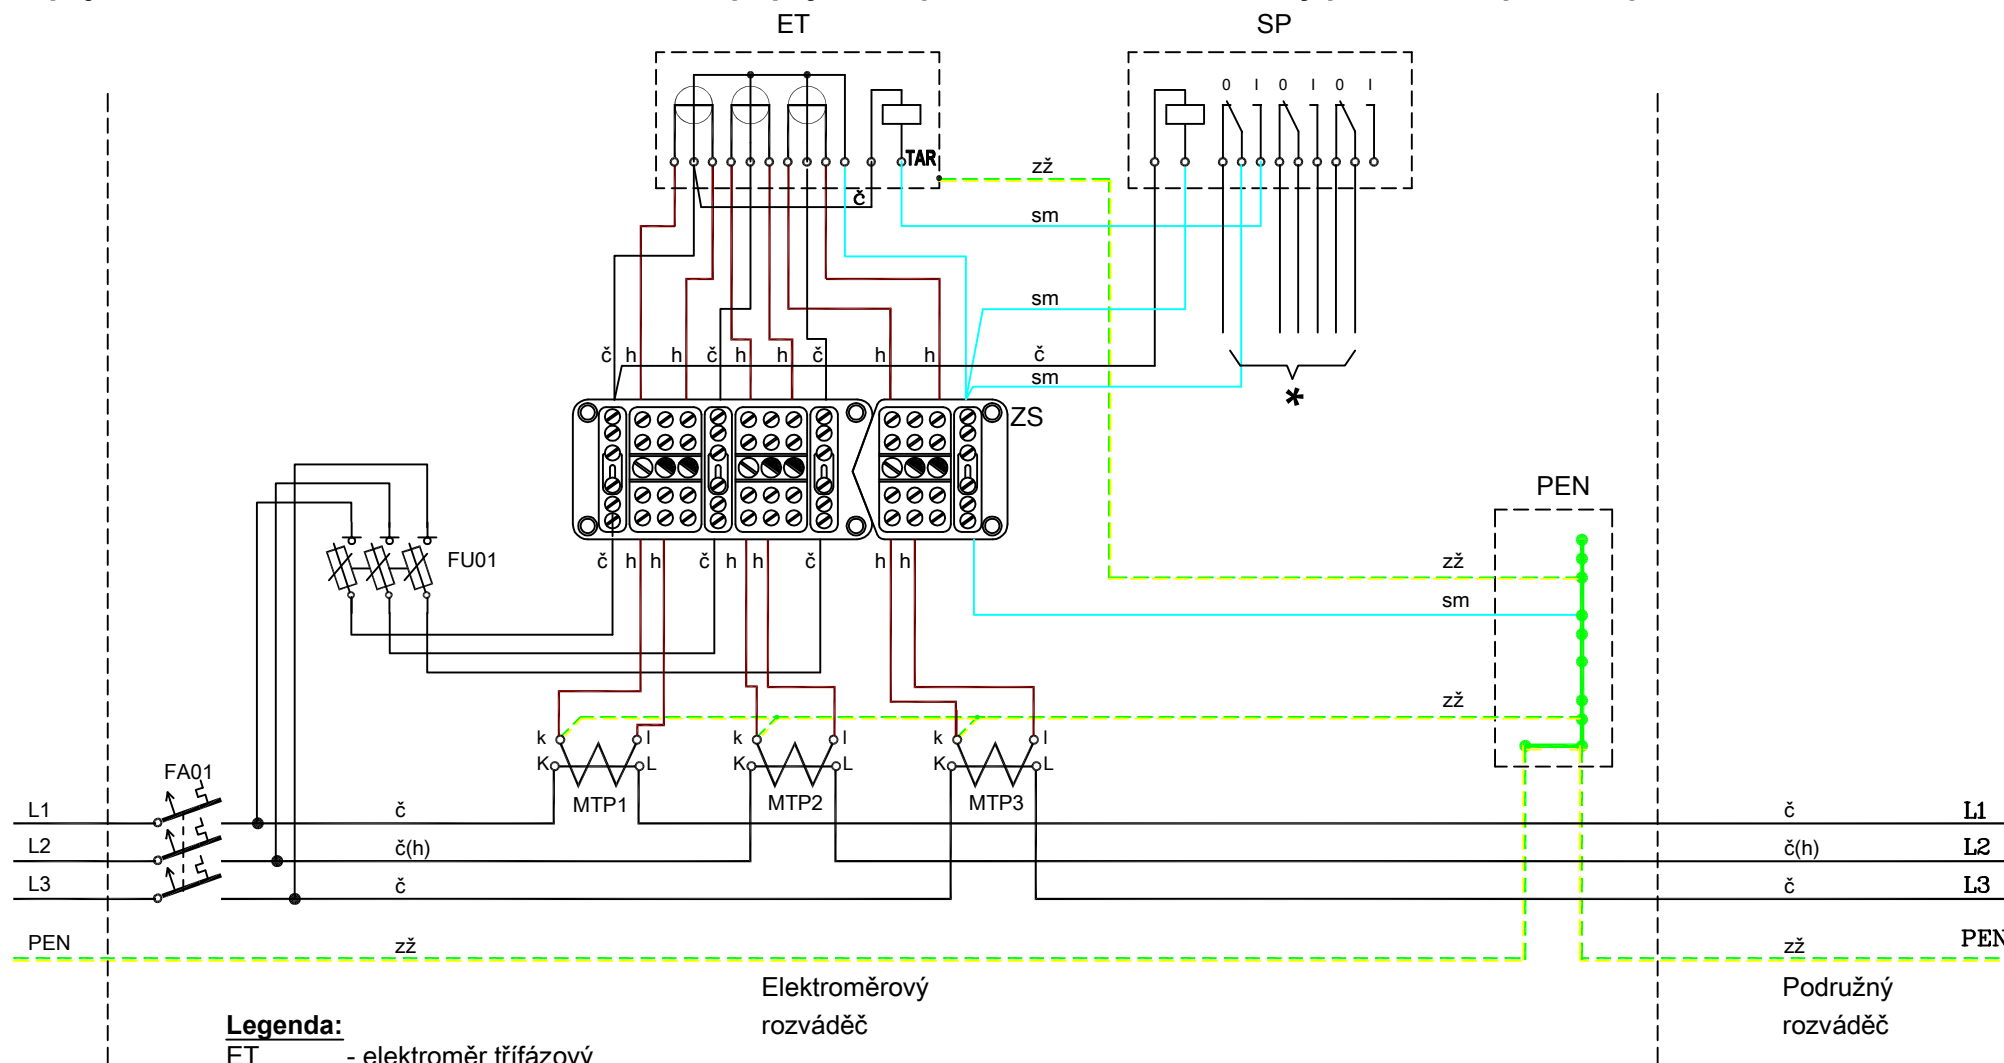 ET
SP
0 I 0 I 0 I
TAR
zž
č
sm
sm
č h h č h h č h h č
sm
*
ZS
PEN
FU01
č h h č h h č h h
zž
sm
zž
k l k l k l
K L K L K L
FA01
MTP1 MTP2 MTP3
L1 č č L1
L2 č(h) č(h) L2
L3 č č L3
PEN zž zž PEN
Elektroměrový
rozváděč
Podružný
rozváděč
Legenda:
ET - elektroměr třífázový